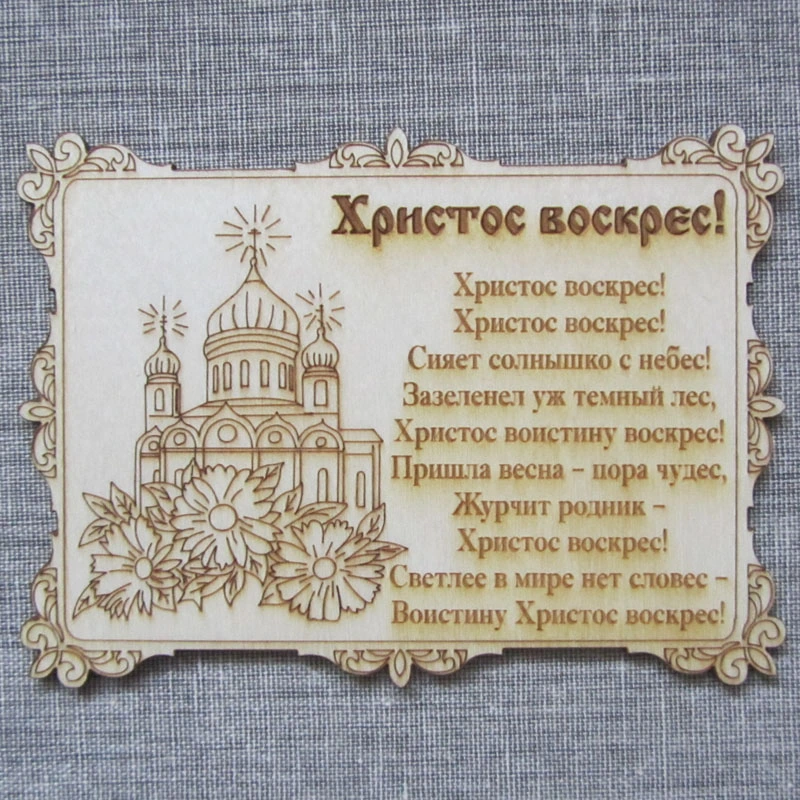 Христос воскрес!
Христос воскрес!
Христос воскрес!
Сияет солнышко с небес!
Зазеленел уж темный лес,
Христос воистину воскрес!
Пришла весна – пора чудес,
Журчит родник –
Христос воскрес!
Светлее в мире нет словес –
Воистину Христос воскрес!